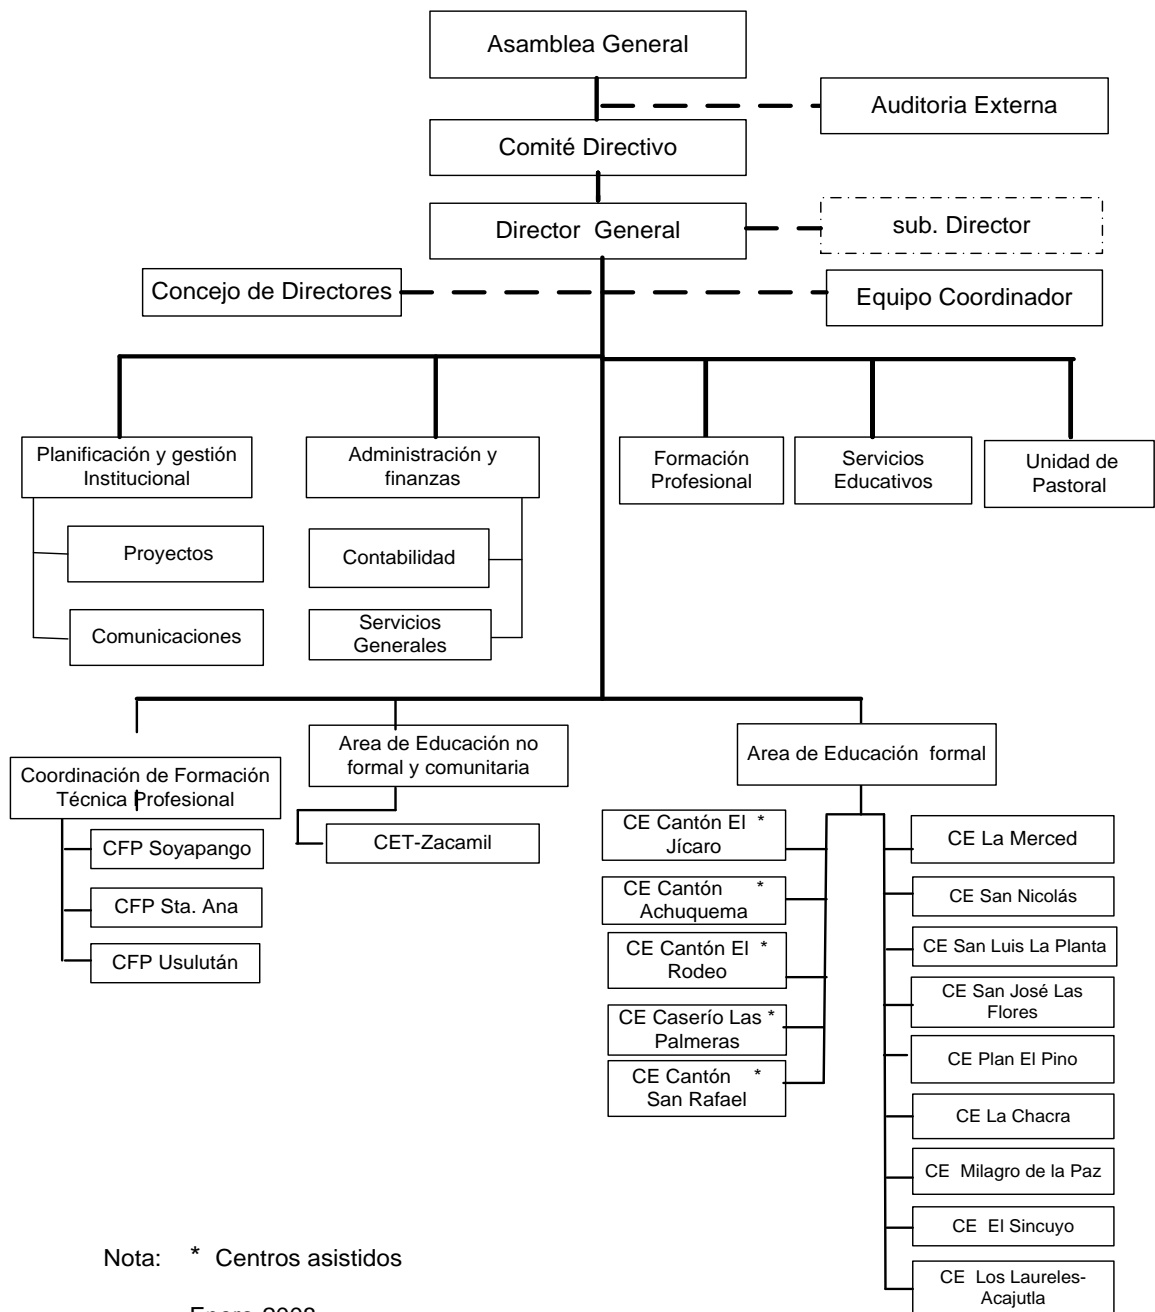 Asamblea General
Auditoria Externa
Comité Directivo
Director General
sub. Director
Concejo de Directores
Equipo Coordinador
Planificación y gestión
Institucional
Administración y
finanzas
Formación
Profesional
Servicios
Educativos
Unidad de
Pastoral
Proyectos
Contabilidad
Comunicaciones
Servicios
Generales
Coordinación de Formación
Técnica Profesional
CFP Soyapango
CFP Sta. Ana
CFP Usulután
Area de Educación no
formal y comunitaria
CET-Zacamil
Area de Educación formal
CE Cantón El *
Jícaro
CE Cantón *
Achuquema
CE Cantón El *
Rodeo
CE Caserío Las *
Palmeras
CE Cantón *
San Rafael
CE La Merced
CE San Nicolás
CE San Luis La Planta
CE San José Las
Flores
CE Plan El Pino
CE La Chacra
CE Milagro de la Paz
CE El Sincuyo
CE Los Laureles-
Acajutla
Nota: * Centros asistidos
Enero